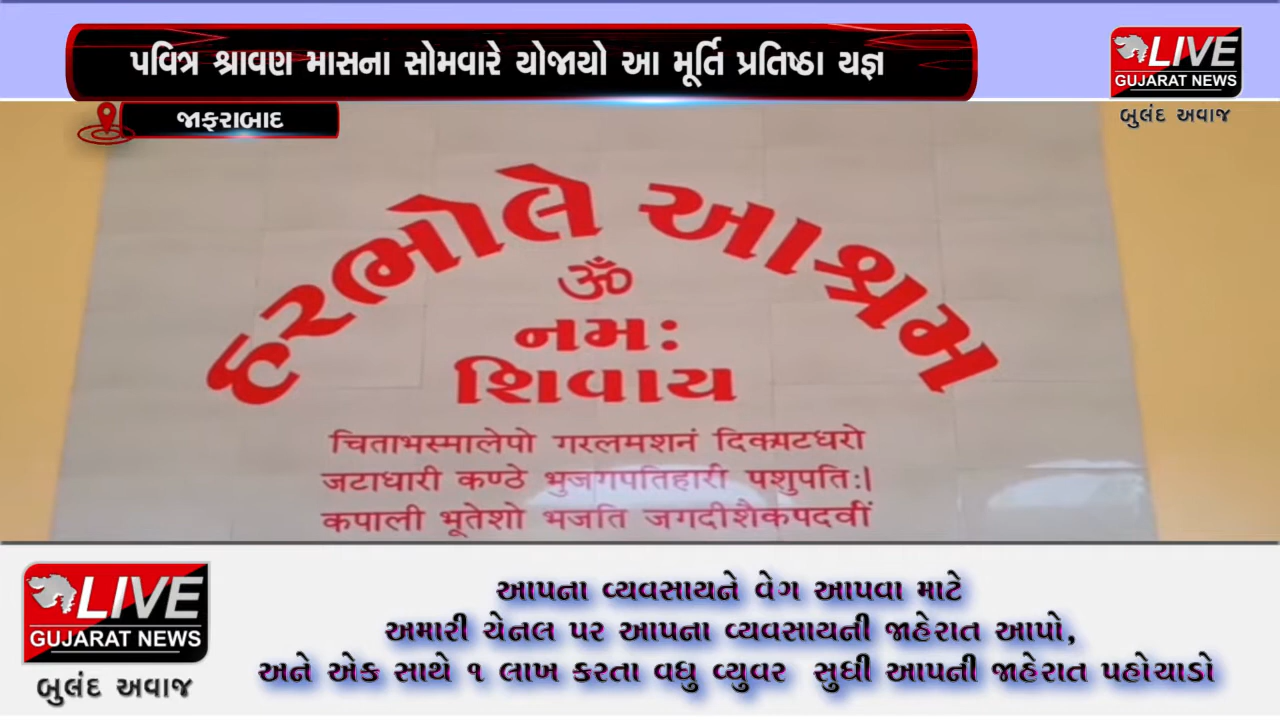 પવિત્ર શ્રાવણ માસના સોમવારે યોજાયો આ મૂર્તિ પ્રતિષ્ઠા યજ્ઞ
LIVE
GUJARAT NEWS
બુલંદ અવાજ
જાફરાબાદ
હરભોલે આશ્રમ
ૐ
નમઃ
શિવાય
चिताभस्मालेपो गरलमशनं दिक्पटधरो
जटाधारी कण्ठे भुजगपतिहारी पशुपतिः।
कपाली भूतेशो भजति जगदीशैकपदवीं
LIVE
GUJARAT NEWS
બુલંદ અવાજ
આપના વ્યવસાયને વેગ આપવા માટે
અમારી ચેનલ પર આપના વ્યવસાયની જાહેરાત આપો,
અને એક સાથે ૧ લાખ કરતા વધુ વ્યુવર સુધી આપની જાહેરાત પહોચાડો